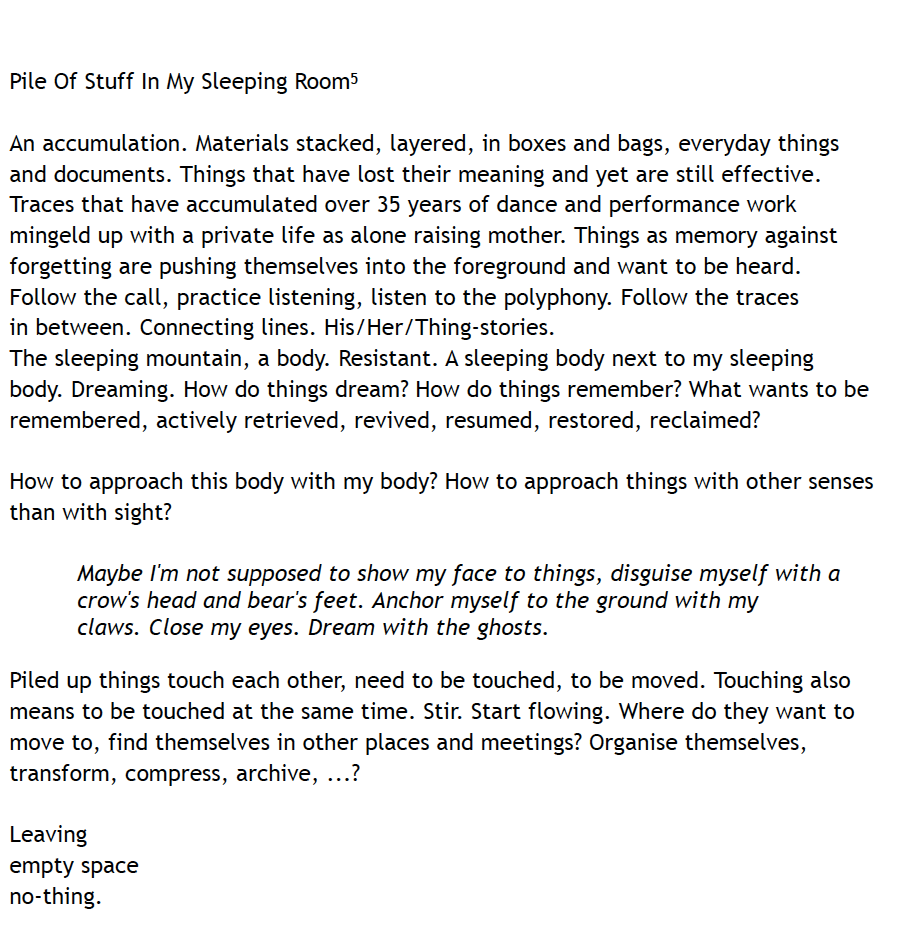 Pile Of Stuff In My Sleeping Room⁵
An accumulation. Materials stacked, layered, in boxes and bags, everyday things
and documents. Things that have lost their meaning and yet are still effective.
Traces that have accumulated over 35 years of dance and performance work
mingeld up with a private life as alone raising mother. Things as memory against
forgetting are pushing themselves into the foreground and want to be heard.
Follow the call, practice listening, listen to the polyphony. Follow the traces
in between. Connecting lines. His/Her/Thing-stories.
The sleeping mountain, a body. Resistant. A sleeping body next to my sleeping
body. Dreaming. How do things dream? How do things remember? What wants to be
remembered, actively retrieved, revived, resumed, restored, reclaimed?
How to approach this body with my body? How to approach things with other senses
than with sight?
Maybe I'm not supposed to show my face to things, disguise myself with a
crow's head and bear's feet. Anchor myself to the ground with my
claws. Close my eyes. Dream with the ghosts.
Piled up things touch each other, need to be touched, to be moved. Touching also
means to be touched at the same time. Stir. Start flowing. Where do they want to
move to, find themselves in other places and meetings? Organise themselves,
transform, compress, archive, ...?
Leaving
empty space
no-thing.